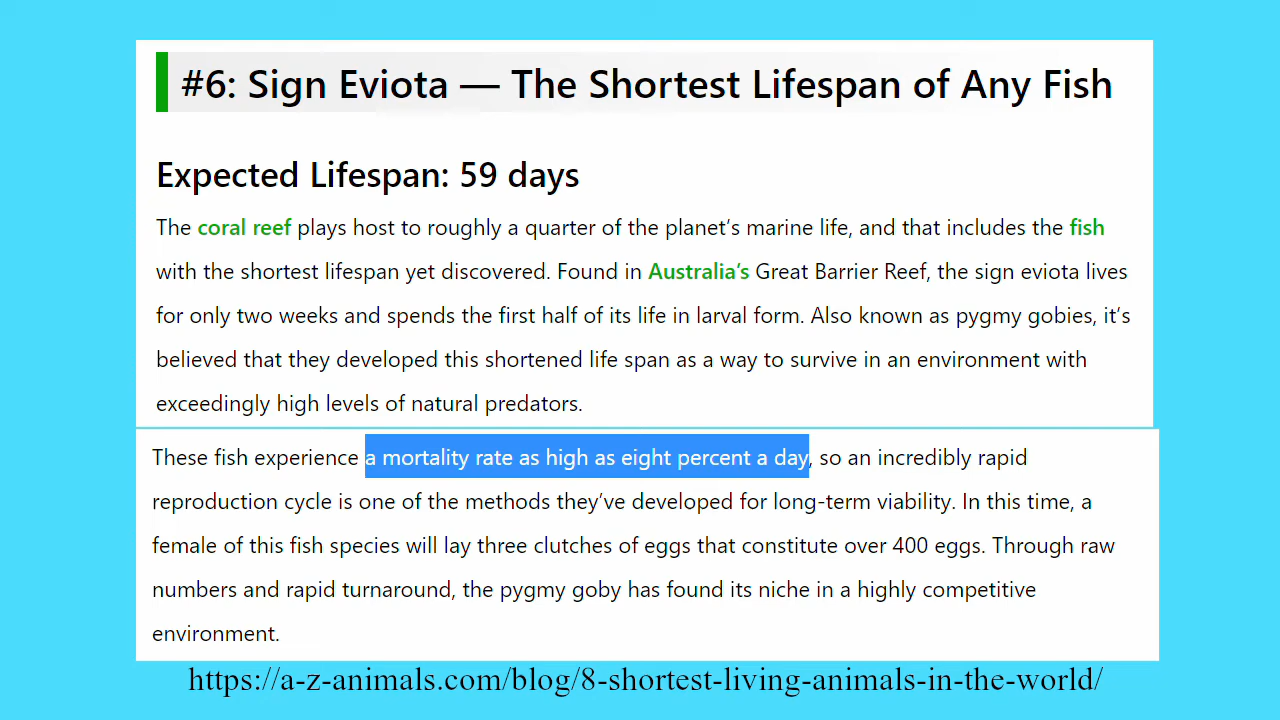 #6: Sign Eviota — The Shortest Lifespan of Any Fish
Expected Lifespan: 59 days
The coral reef plays host to roughly a quarter of the planet’s marine life, and that includes the fish
with the shortest lifespan yet discovered. Found in Australia’s Great Barrier Reef, the sign eviota lives
for only two weeks and spends the first half of its life in larval form. Also known as pygmy gobies, it’s
believed that they developed this shortened life span as a way to survive in an environment with
exceedingly high levels of natural predators.
These fish experience a mortality rate as high as eight percent a day, so an incredibly rapid
reproduction cycle is one of the methods they’ve developed for long-term viability. In this time, a
female of this fish species will lay three clutches of eggs that constitute over 400 eggs. Through raw
numbers and rapid turnaround, the pygmy goby has found its niche in a highly competitive
environment.
https://a-z-animals.com/blog/8-shortest-living-animals-in-the-world/